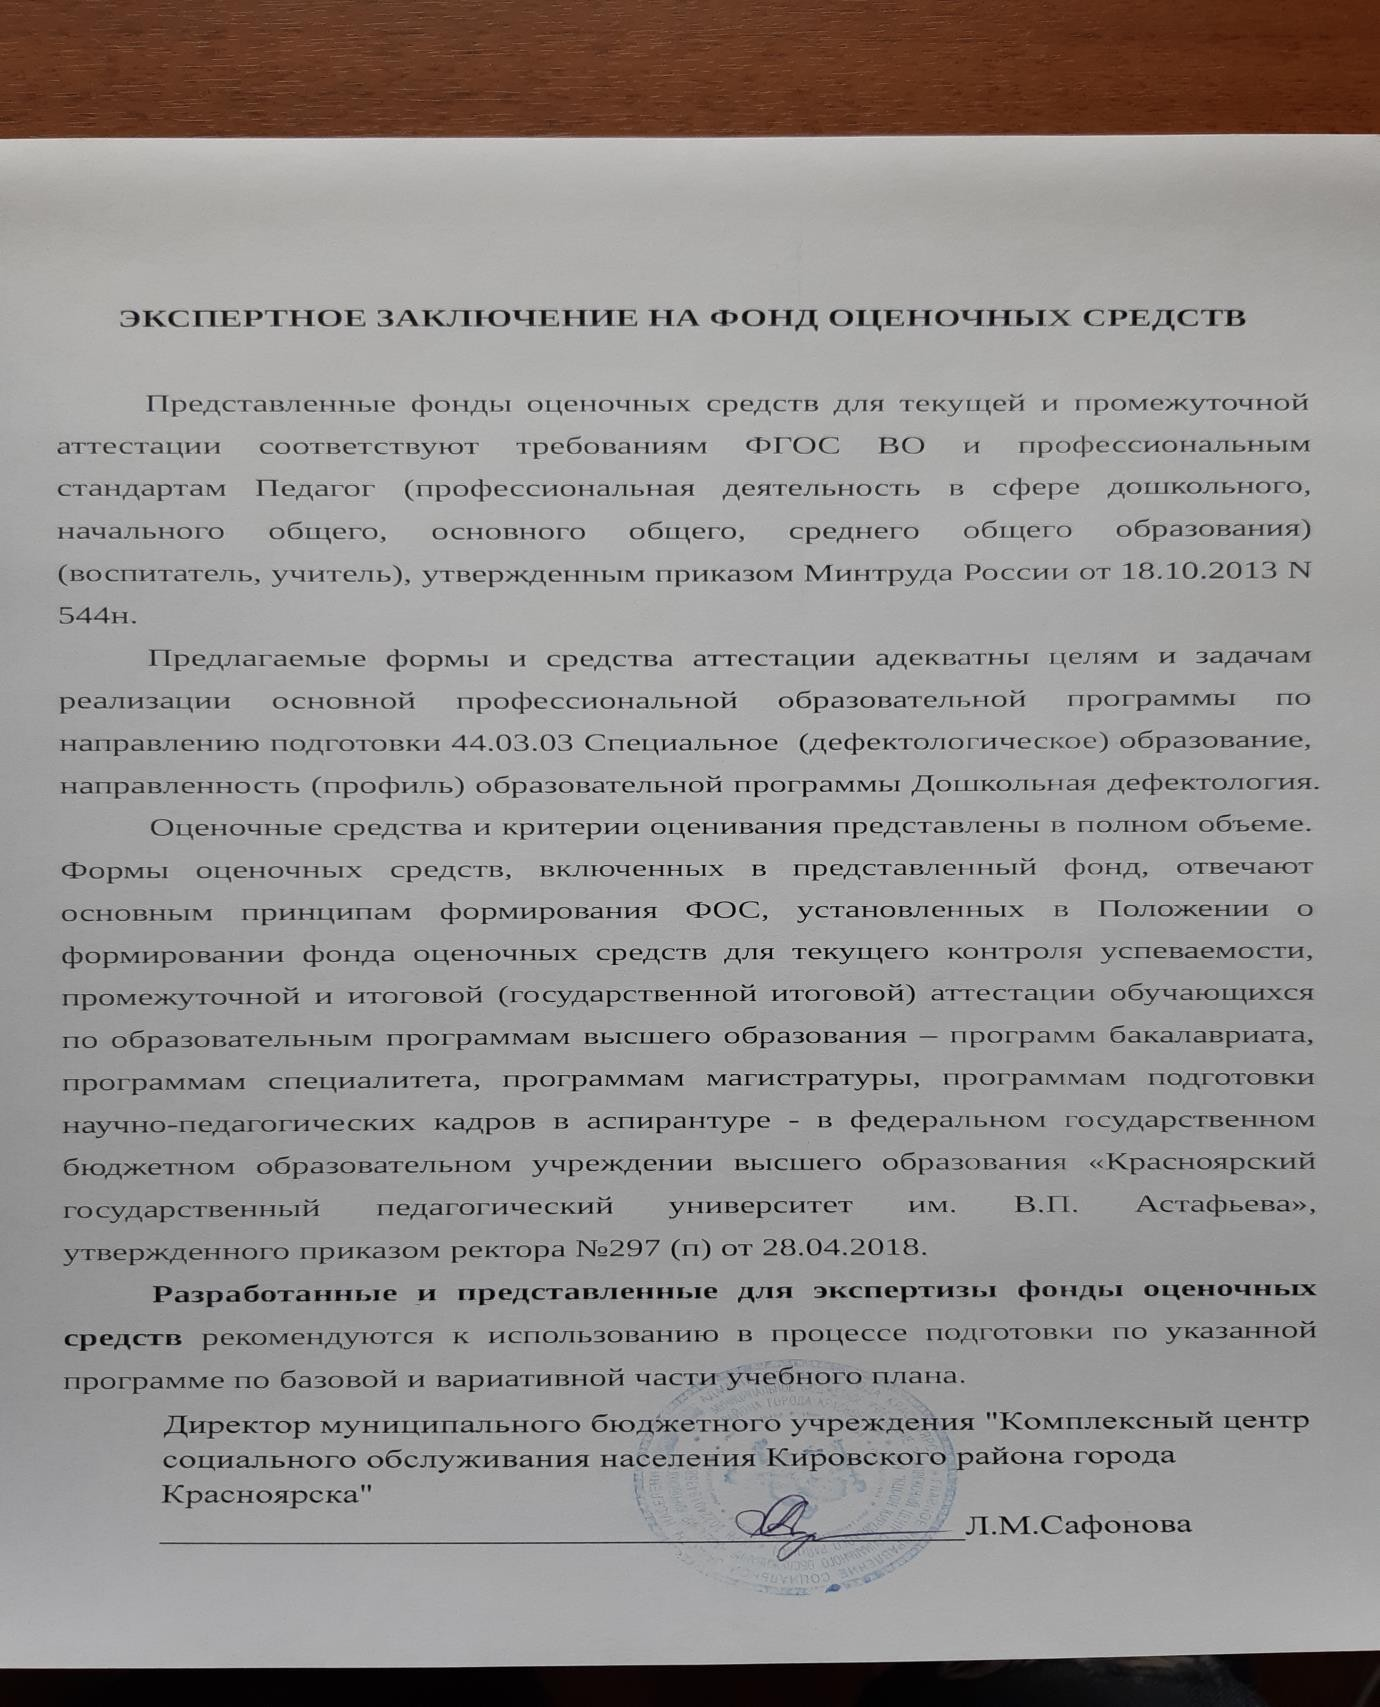 ЭКСПЕРТНОЕ ЗАКЛЮЧЕНИЕ НА ФОНД ОЦЕНОЧНЫХ СРЕДСТВ
Представленные фонды оценочных средств для текущей и промежуточной
аттестации соответствуют требованиям ФГОС ВО и профессиональным
стандартам Педагог (профессиональная деятельность в сфере дошкольного,
начального общего, основного общего, среднего общего образования)
(воспитатель, учитель), утвержденным приказом Минтруда России от 18.10.2013 N
544н.
Предлагаемые формы и средства аттестации адекватны целям и задачам
реализации основной профессиональной образовательной программы по
направлению подготовки 44.03.03 Специальное (дефектологическое) образование,
направленность (профиль) образовательной программы Дошкольная дефектология.
Оценочные средства и критерии оценивания представлены в полном объеме.
Формы оценочных средств, включенных в представленный фонд, отвечают
основным принципам формирования ФОС, установленных в Положении о
формировании фонда оценочных средств для текущего контроля успеваемости,
промежуточной и итоговой (государственной итоговой) аттестации обучающихся
по образовательным программам высшего образования – программ бакалавриата,
программам специалитета, программам магистратуры, программам подготовки
научно-педагогических кадров в аспирантуре - в федеральном государственном
бюджетном образовательном учреждении высшего образования «Красноярский
государственный педагогический университет им. В.П. Астафьева»,
утвержденного приказом ректора №297 (п) от 28.04.2018.
Разработанные и представленные для экспертизы фонды оценочных
средств рекомендуются к использованию в процессе подготовки по указанной
программе по базовой и вариативной части учебного плана.
Директор муниципального бюджетного учреждения "Комплексный центр
социального обслуживания населения Кировского района города
Красноярска"
Л.М.Сафонова